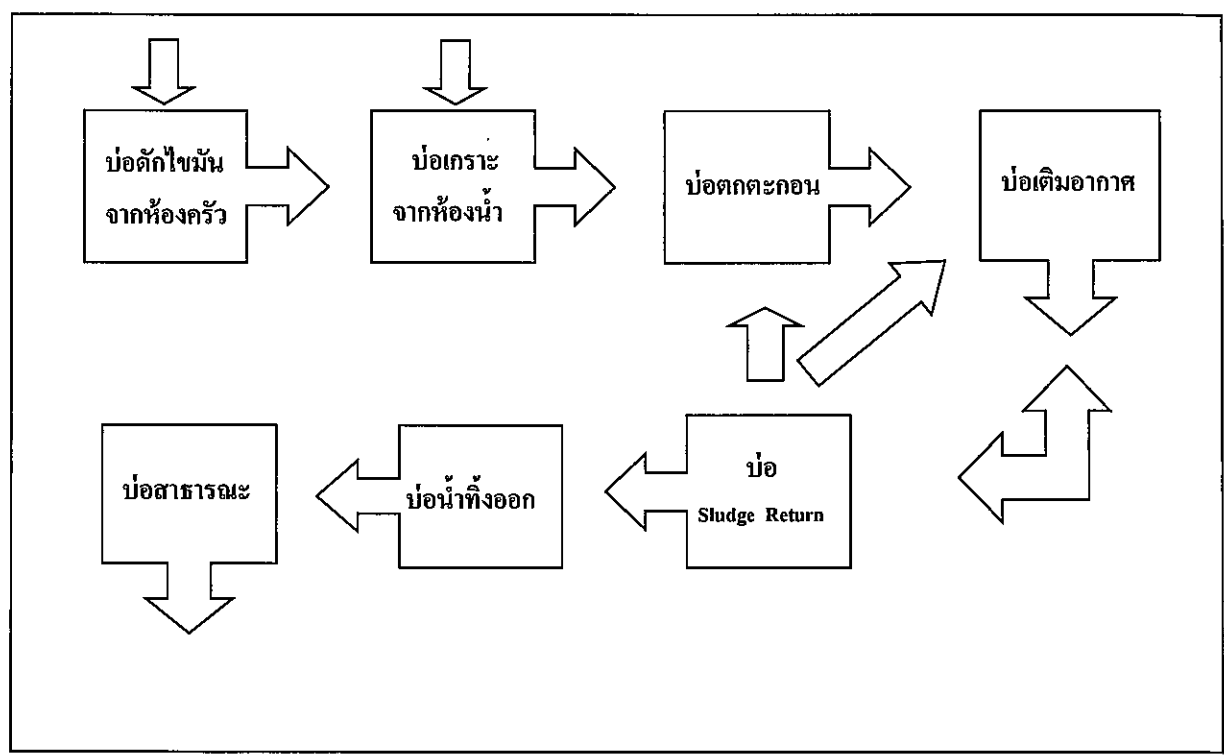 บ่อดักไขมัน
จากห้องครัว
บ่อเกราะ
จากห้องน้ำ
บ่อตกตะกอน
บ่อเติมอากาศ
บ่อสาธารณะ
บ่อน้ำทิ้งออก
บ่อ
Sludge Return